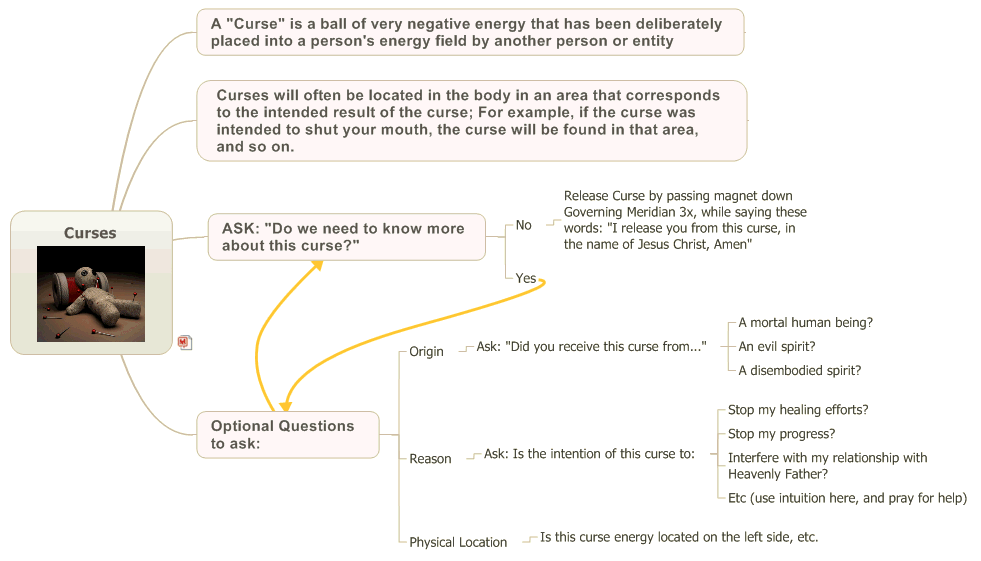 A "Curse" is a ball of very negative energy that has been deliberately
placed into a person's energy field by another person or entity
Curses will often be located in the body in an area that corresponds
to the intended result of the curse; For example, if the curse was
intended to shut your mouth, the curse will be found in that area,
and so on.
Curses
ASK: "Do we need to know more
about this curse?"
No
Release Curse by passing magnet down
Governing Meridian 3x, while saying these
words: "I release you from this curse, in
the name of Jesus Christ, Amen"
Yes
Optional Questions
to ask:
Origin
Ask: "Did you receive this curse from..."
A mortal human being?
An evil spirit?
A disembodied spirit?
Reason
Ask: Is the intention of this curse to:
Stop my healing efforts?
Stop my progress?
Interfere with my relationship with
Heavenly Father?
Etc (use intuition here, and pray for help)
Physical Location
Is this curse energy located on the left side, etc.